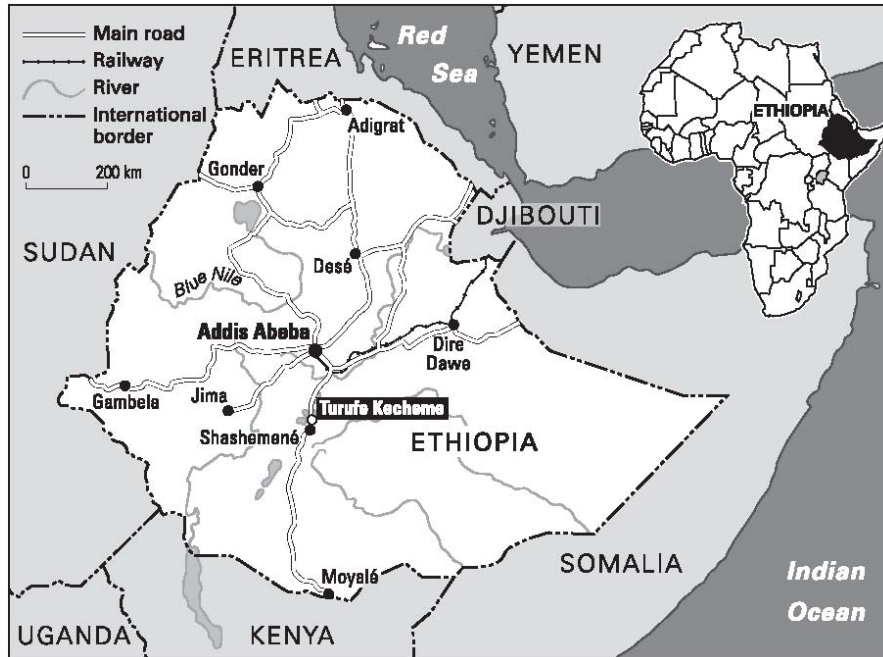 Main road
Railway
River
International
border
0 200 km
ERITREA
Red
Sea
YEMEN
ETHIOPIA
Adigrat
Gonder
DJIBOUTI
SUDAN
Desé
Blue Nile
Addis Abeba
Dire
Dawe
Gambela
Jima
Turufe Kecheme
Shashemené
ETHIOPIA
SOMALIA
Moyalé
Indian
Ocean
UGANDA
KENYA